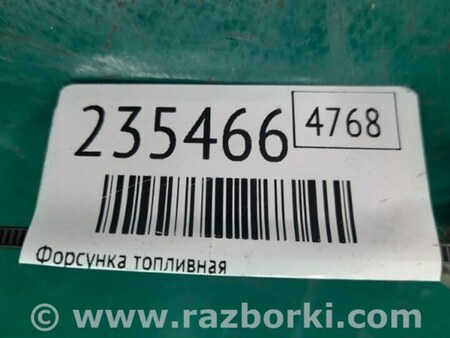 235466 4768
Форсунка топливная
© www.razborki.com